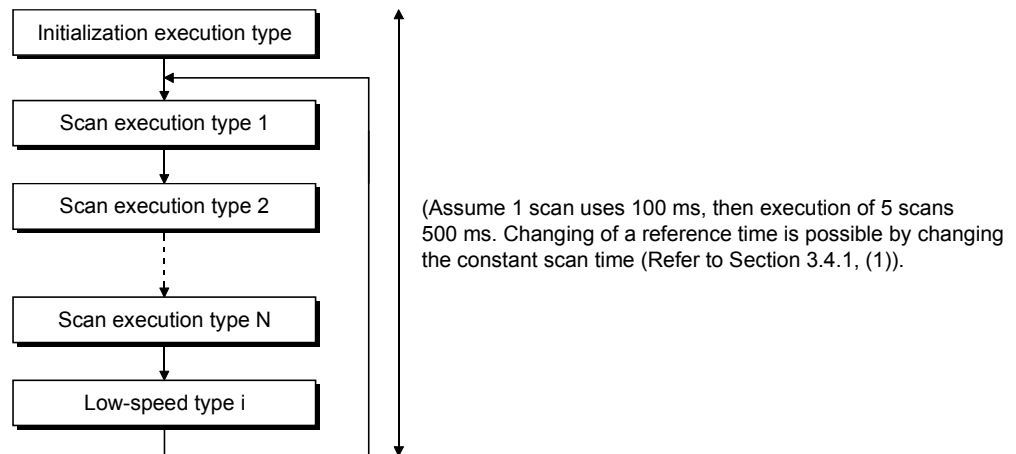 Initialization execution type
Scan execution type 1
Scan execution type 2
Scan execution type N
Low-speed type i
(Assume 1 scan uses 100 ms, then execution of 5 scans
500 ms. Changing of a reference time is possible by changing
the constant scan time (Refer to Section 3.4.1, (1)).